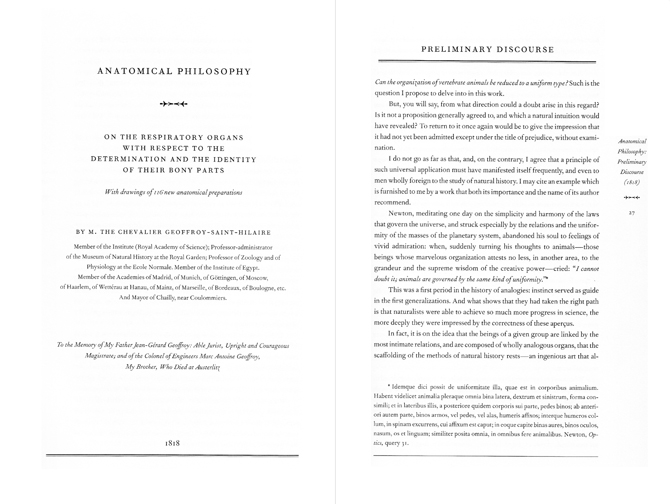 ANATOMICAL PHILOSOPHY
ON THE RESPIRATORY ORGANS
WITH RESPECT TO THE
DETERMINATION AND THE IDENTITY
OF THEIR BONY PARTS
With drawings of 116 new anatomical preparations
BY M. THE CHEVALIER GEOFFROY-SAINT-HILAIRE
Member of the Institute (Royal Academy of Science); Professor-administrator
of the Museum of Natural History at the Royal Garden; Professor of Zoology and of
Physiology at the Ecole Normale. Member of the Institute of Egypt.
Member of the Academies of Madrid, of Munich, of Göttingen, of Moscow,
of Haarlem, of Wetterau at Hanau, of Mainz, of Marseille, of Bordeaux, of Boulogne, etc.
And Mayor of Chailly, near Coulommiers.
To the Memory of My Father Jean-Gérard Geoffroy: Able Jurist, Upright and Courageous
Magistrate; and of the Colonel of Engineers Marc Antoine Geoffroy,
My Brother, Who Died at Austerlitz
1818
PRELIMINARY DISCOURSE
Can the organization of vertebrate animals be reduced to a uniform type? Such is the
question I propose to delve into in this work.
But, you will say, from what direction could a doubt arise in this regard?
Is it not a proposition generally agreed to, and which a natural intuition would
have revealed? To return to it once again would be to give the impression that
it had not yet been admitted except under the title of prejudice, without exami-
nation.
I do not go as far as that, and, on the contrary, I agree that a principle of
such universal application must have manifested itself frequently, and even to
men wholly foreign to the study of natural history. I may cite an example which
is furnished to me by a work that both its importance and the name of its author
recommend.
Newton, meditating one day on the simplicity and harmony of the laws
that govern the universe, and struck especially by the relations and the unifor-
mity of the masses of the planetary system, abandoned his soul to feelings of
vivid admiration: when, suddenly turning his thoughts to animals—those
beings whose marvelous organization attests no less, in another area, to the
grandeur and the supreme wisdom of the creative power—cried: "I cannot
doubt it; animals are governed by the same kind of uniformity."*
This was a first period in the history of analogies: instinct served as guide
in the first generalizations. And what shows that they had taken the right path
is that naturalists were able to achieve so much more progress in science, the
more deeply they were impressed by the correctness of these aperçus.
In fact, it is on the idea that the beings of a given group are linked by the
most intimate relations, and are composed of wholly analogous organs, that the
scaffolding of the methods of natural history rests—an ingenious art that al-
* Idemque dici possit de uniformitate illa, quae est in corporibus animalium.
Habent videlicet animalia pleraque omnia bina latera, dextrum et sinistrum, forma con-
simili: et in lateribus illis, a posteriore quidem corporis sui parte, pedes binos; ab anteri-
ori autem parte, binos armos, vel pedes, vel alas, humeris affixos; interque humeros col-
lum, in spinam excurrens, cui affixum est caput; in eoque capite binas aures, binos oculos,
nasum, os et linguam; similiter posita omnia, in omnibus fere animalibus. Newton, Op-
tics, query 31.
Anatomical
Philosophy:
Preliminary
Discourse
(1818)
27